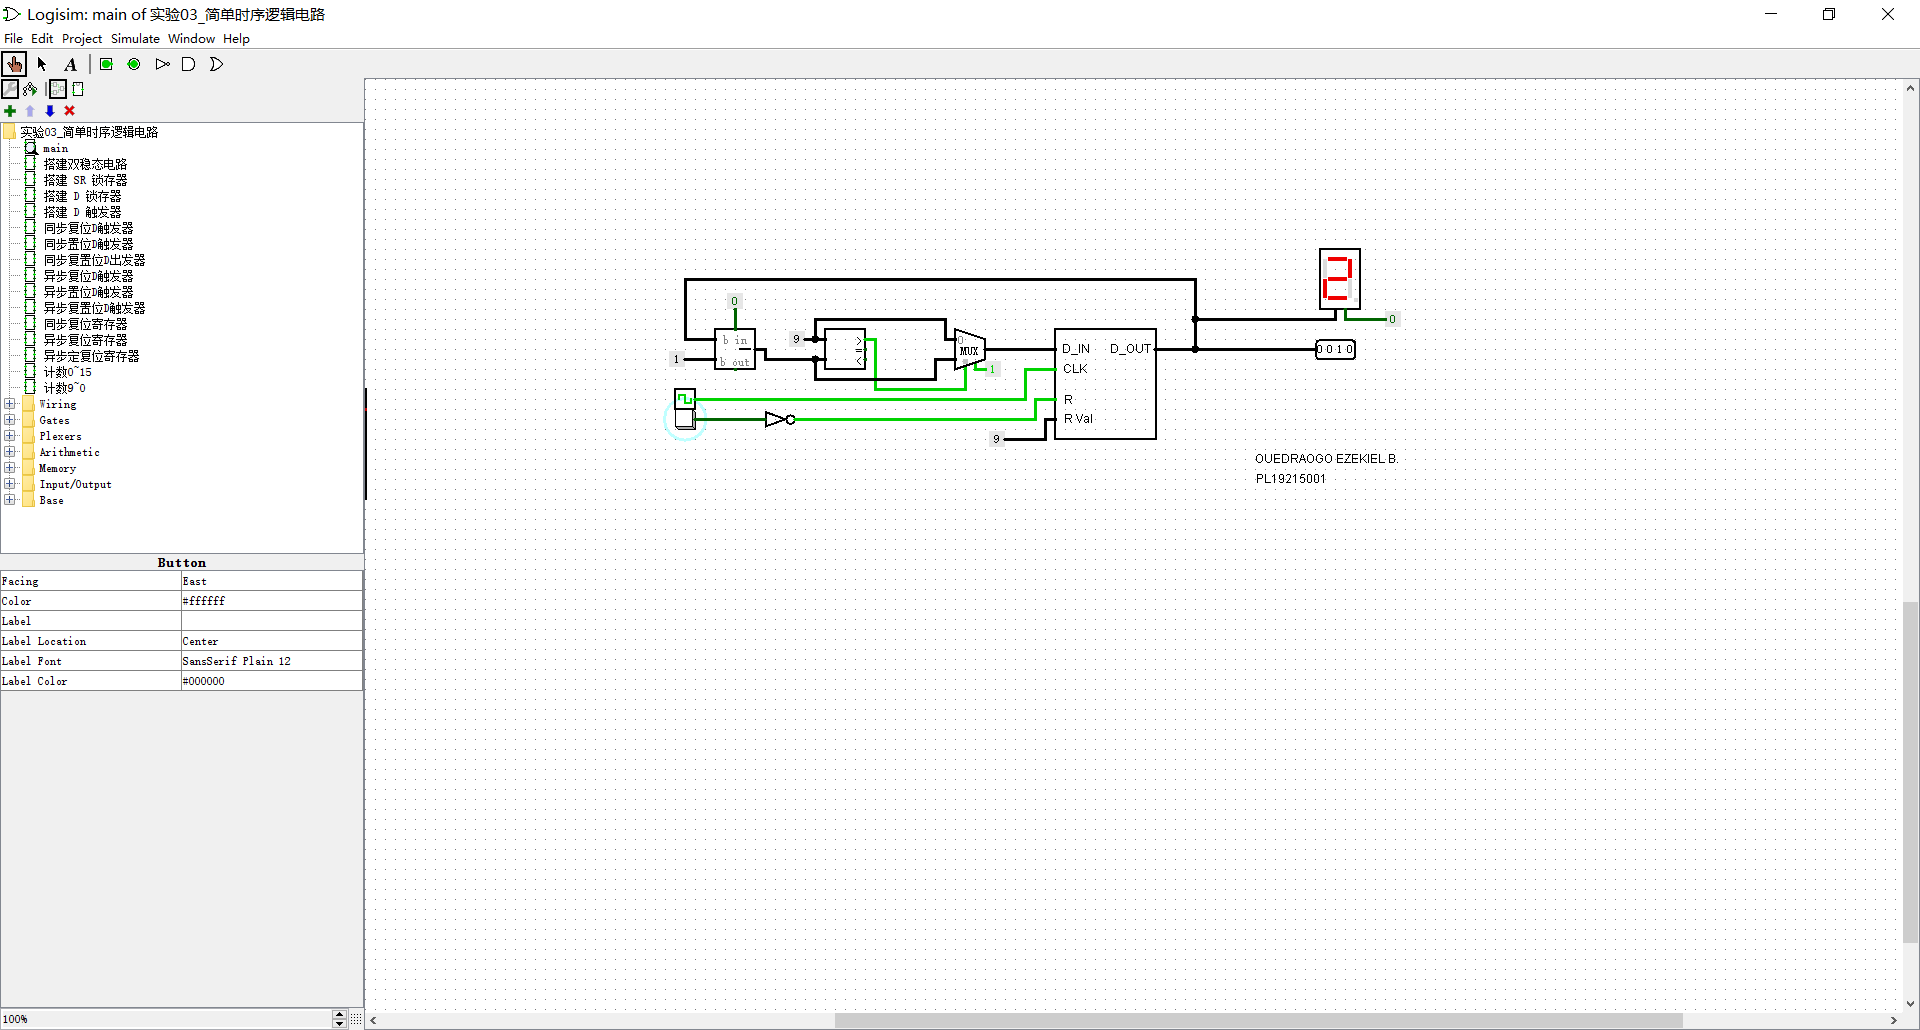 Logisim: main of 实验03_简单时序逻辑电路
File Edit Project Simulate Window Help
A
实验03_简单时序逻辑电路
main
搭建双稳态电路
搭建 SR 锁存器
搭建 D 锁存器
搭建 D 触发器
同步复位D触发器
同步置位D触发器
同步复置位D出发器
异步复位D触发器
异步置位D触发器
异步复置位D触发器
同步复位寄存器
异步复位寄存器
异步定复位寄存器
计数0~15
计数9~0
Wiring
Gates
Plexers
Arithmetic
Memory
Input/Output
Base
Button
Facing East
Color #ffffff
Label
Label Location Center
Label Font SansSerif Plain 12
Label Color #000000
100%
2
0
0
b in
1
b out
9
>
=
<
0
MUX
1
D_IN D_OUT
CLK
R
R Val
9
0010
OUEDRAOGO EZEKIEL B.
PL19215001